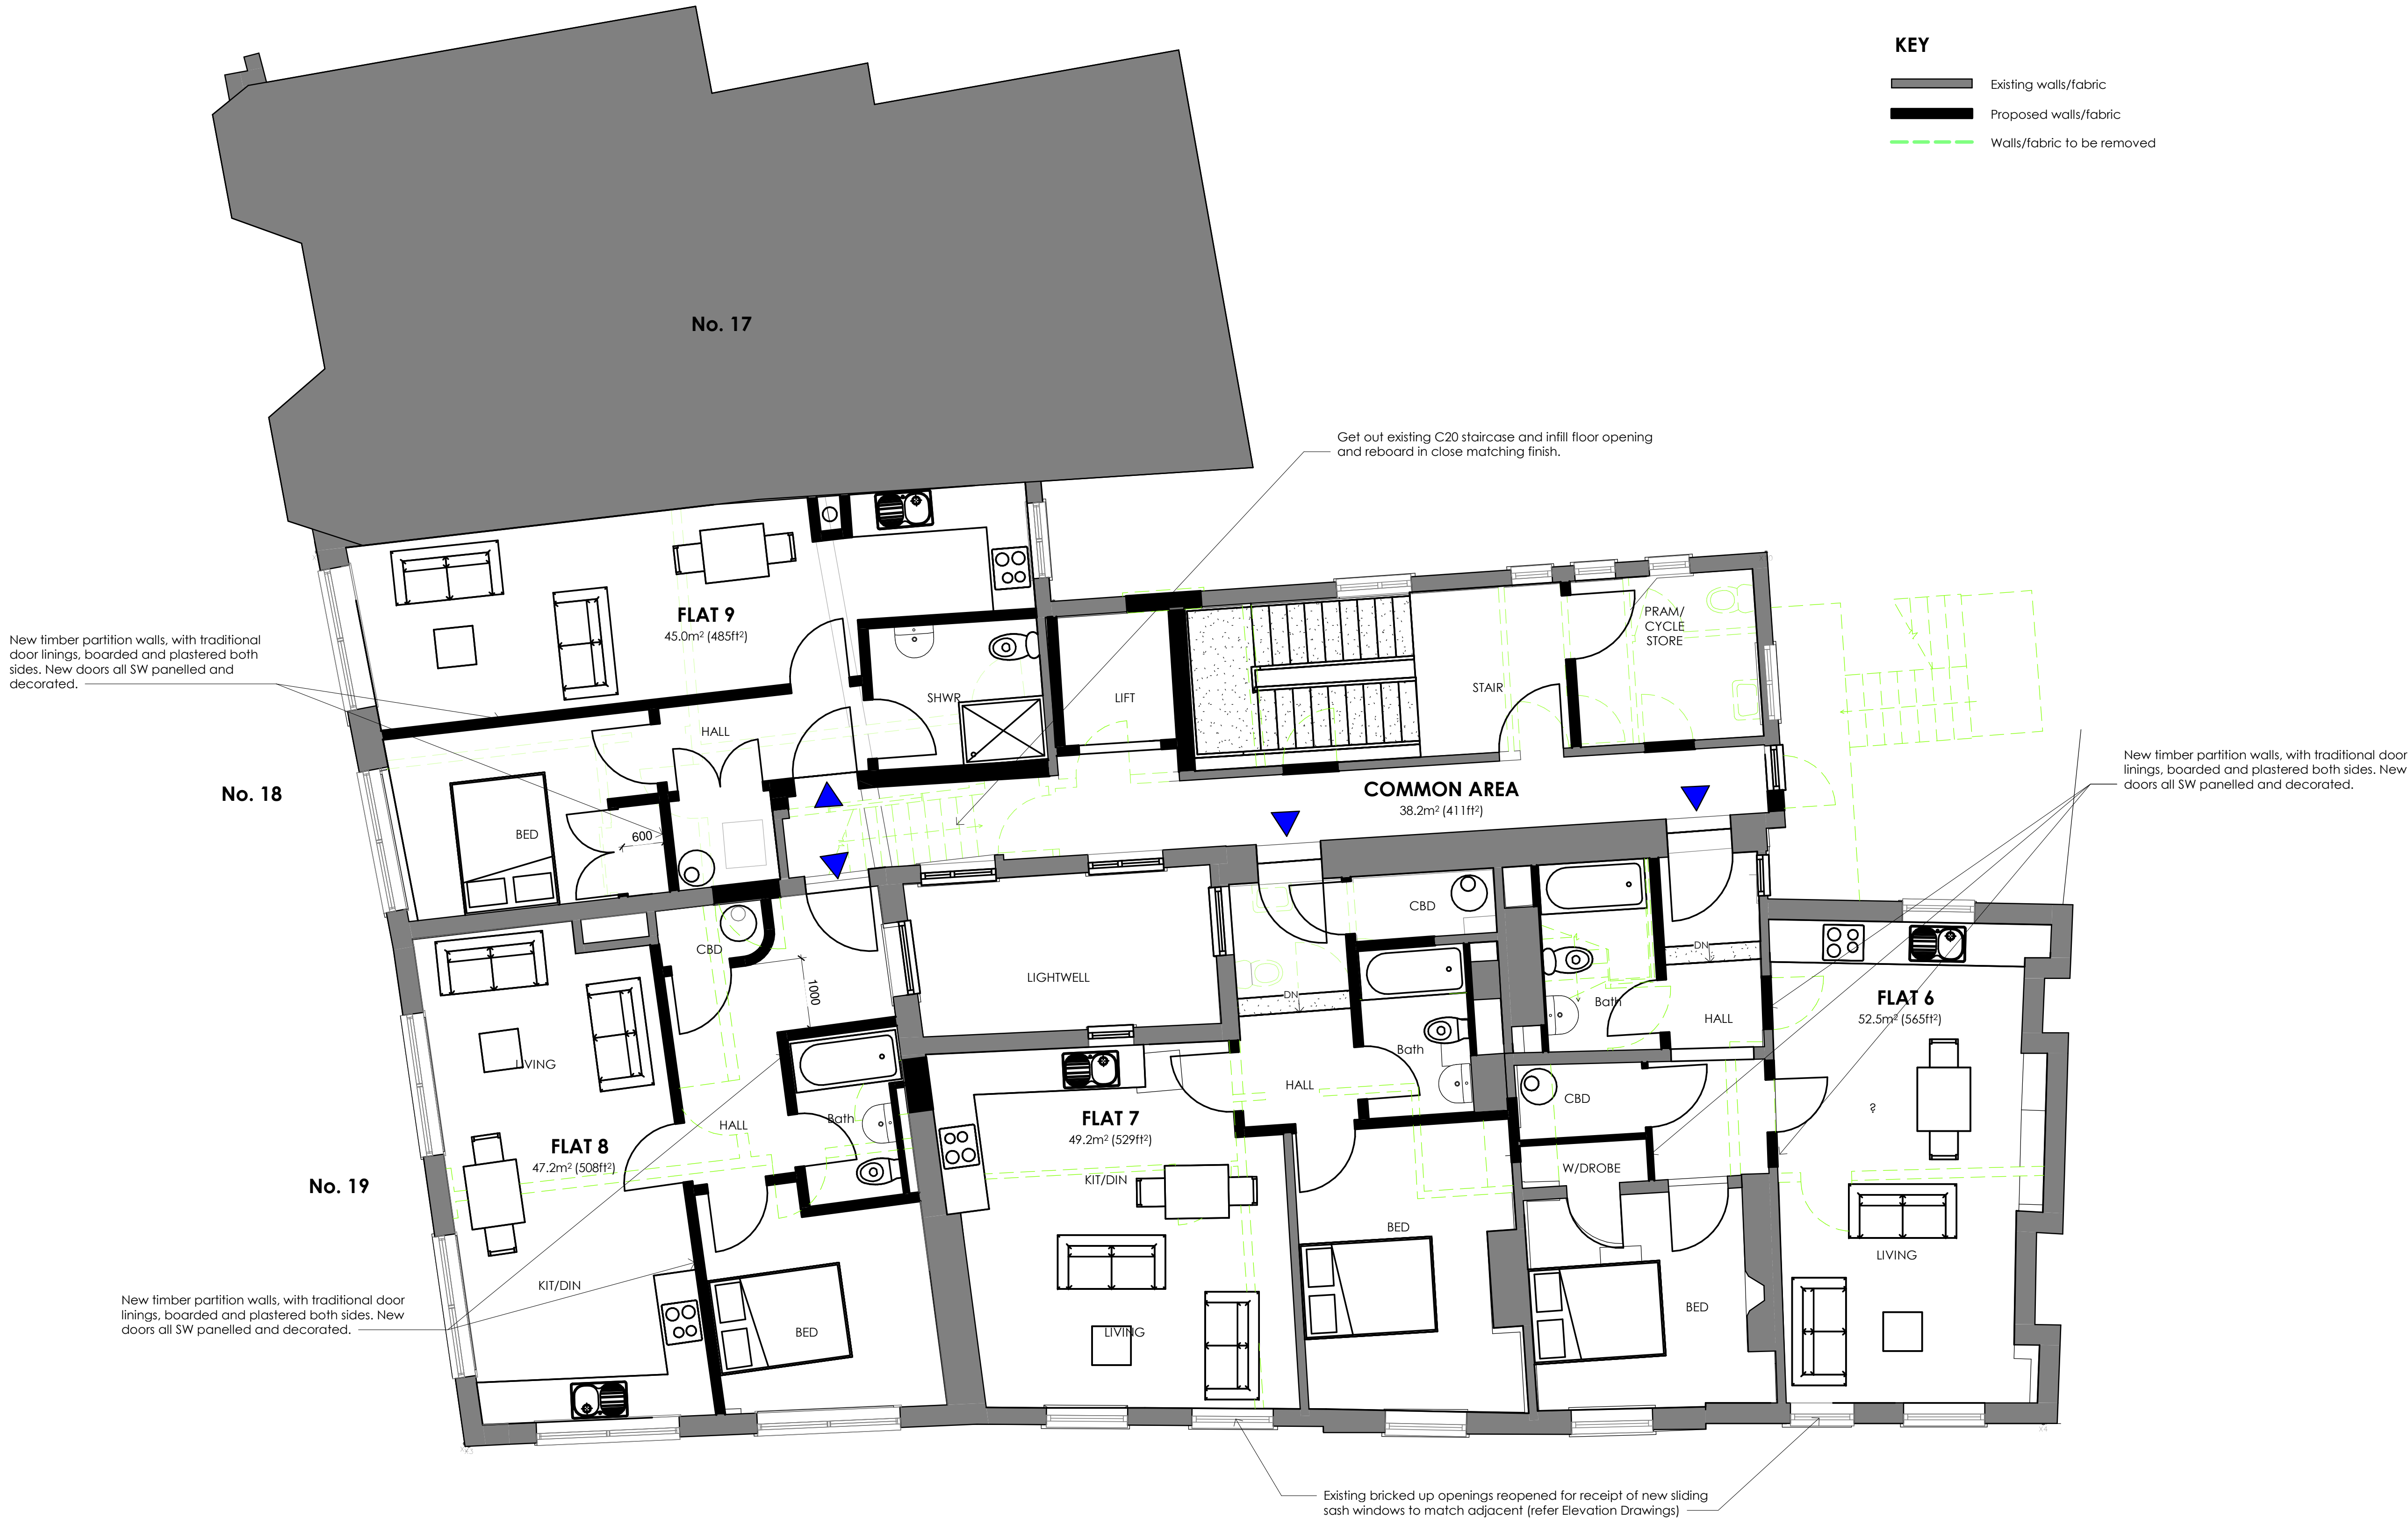 KEY
Existing walls/fabric
Proposed walls/fabric
Walls/fabric to be removed
No. 17
Get out existing C20 staircase and infill floor opening
and reboard in close matching finish.
FLAT 9
45.0m² (485ft²)
New timber partition walls, with traditional
door linings, boarded and plastered both
sides. New doors all SW panelled and
decorated.
PRAM/
CYCLE
STORE
SHWR
LIFT
STAIR
HALL
No. 18
BED
600
COMMON AREA
38.2m² (411ft²)
New timber partition walls, with traditional door
linings, boarded and plastered both sides. New
doors all SW panelled and decorated.
CBD
1000
LIGHTWELL
CBD
DN
Bath
HALL
DN
Bath
HALL
FLAT 6
52.5m² (565ft²)
?
LIVING
LIVING
FLAT 8
47.2m² (508ft²)
No. 19
HALL
Bath
KIT/DIN
BED
FLAT 7
49.2m² (529ft²)
KIT/DIN
LIVING
BED
CBD
W/DROBE
BED
New timber partition walls, with traditional door
linings, boarded and plastered both sides. New
doors all SW panelled and decorated.
Existing bricked up openings reopened for receipt of new sliding
sash windows to match adjacent (refer Elevation Drawings)